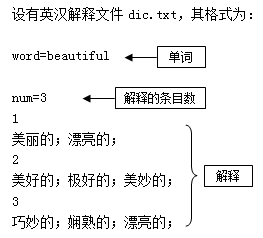 设有英汉解释文件 dic.txt，其格式为：
word=beautiful
单词
num=3
解释的条目数
1
美丽的；漂亮的；
2
美好的；极好的；美妙的；
解释
3
巧妙的；娴熟的；漂亮的；